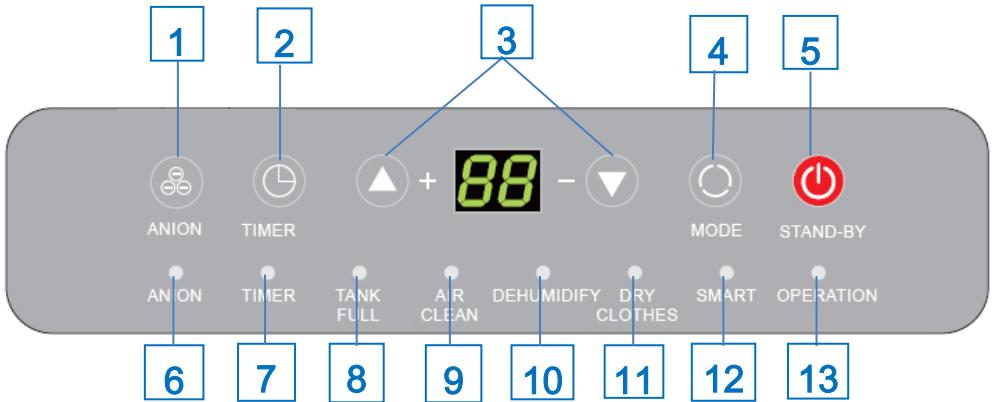 1 2 3 4 5
+ 88 -
ANION TIMER MODE STAND-BY
ANION TIMER TANK FULL AIR CLEAN DEHUMIDIFY DRY CLOTHES SMART OPERATION
6 7 8 9 10 11 12 13